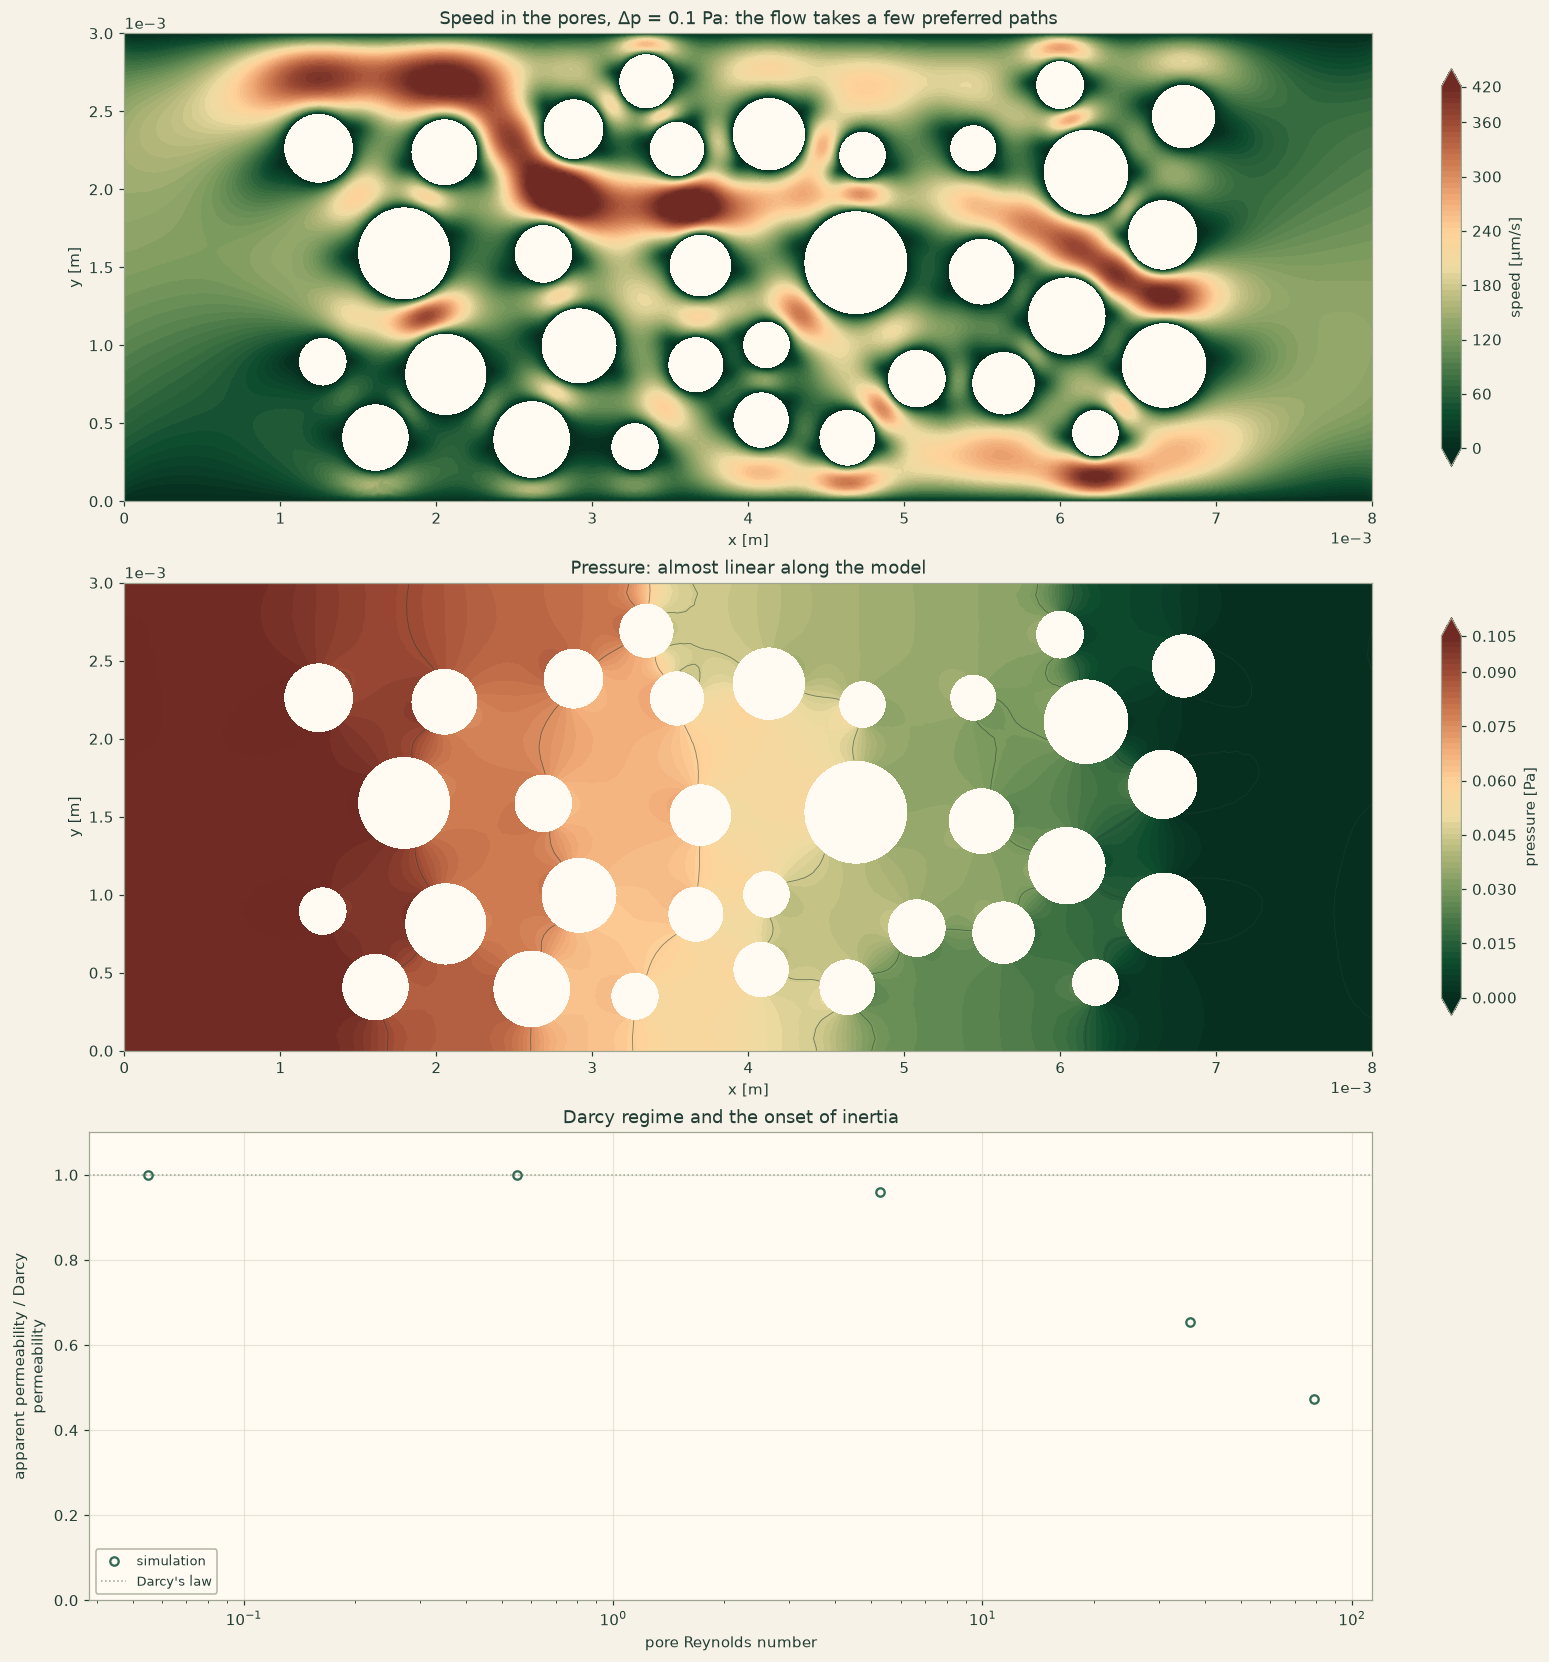 Speed in the pores, Δp = 0.1 Pa: the flow takes a few preferred paths
1e−3
3.0
2.5
2.0
1.5
1.0
0.5
0.0
y [m]
0 1 2 3 4 5 6 7 8
x [m]
1e−3
420
360
300
240
180
120
60
0
speed [µm/s]
Pressure: almost linear along the model
1e−3
3.0
2.5
2.0
1.5
1.0
0.5
0.0
y [m]
0 1 2 3 4 5 6 7 8
x [m]
1e−3
0.105
0.090
0.075
0.060
0.045
0.030
0.015
0.000
pressure [Pa]
Darcy regime and the onset of inertia
1.0
0.8
0.6
0.4
0.2
0.0
apparent permeability / Darcy
permeability
simulation
Darcy's law
10⁻¹ 10⁰ 10¹ 10²
pore Reynolds number